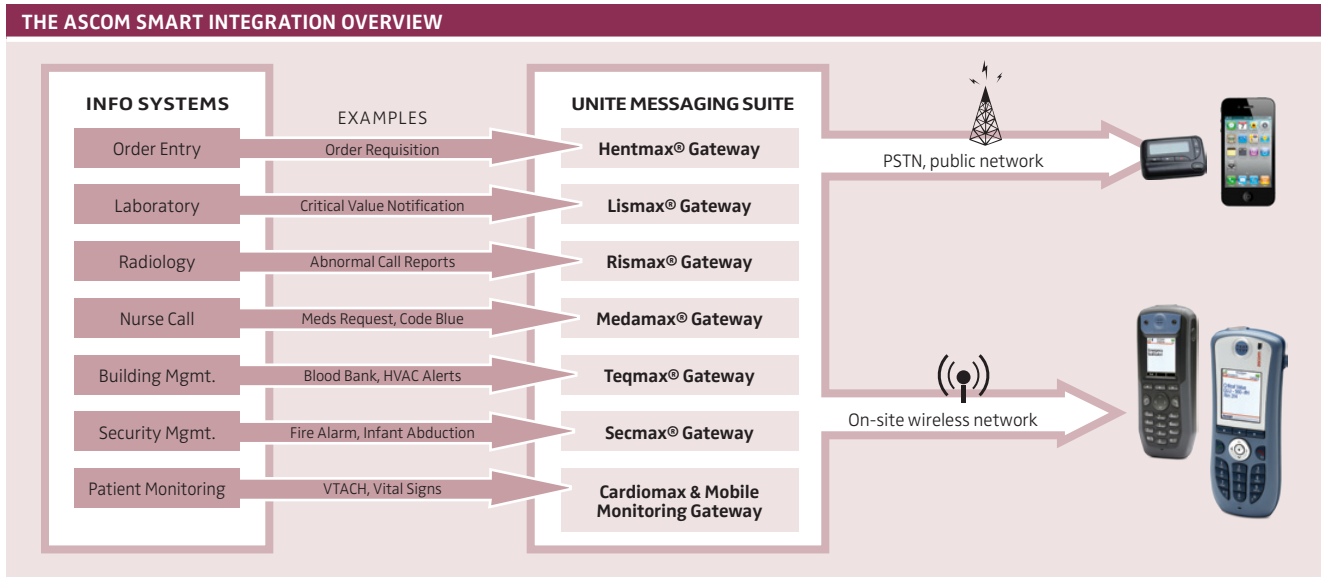 THE ASCOM SMART INTEGRATION OVERVIEW
INFO SYSTEMS
EXAMPLES
UNITE MESSAGING SUITE
Order Entry
Order Requisition
Hentmax® Gateway
Laboratory
Critical Value Notification
Lismax® Gateway
Radiology
Abnormal Call Reports
Rismax® Gateway
Nurse Call
Meds Request, Code Blue
Medamax® Gateway
Building Mgmt.
Blood Bank, HVAC Alerts
Teqmax® Gateway
Security Mgmt.
Fire Alarm, Infant Abduction
Secmax® Gateway
Patient Monitoring
VTACH, Vital Signs
Cardiomax & Mobile
Monitoring Gateway
PSTN, public network
On-site wireless network